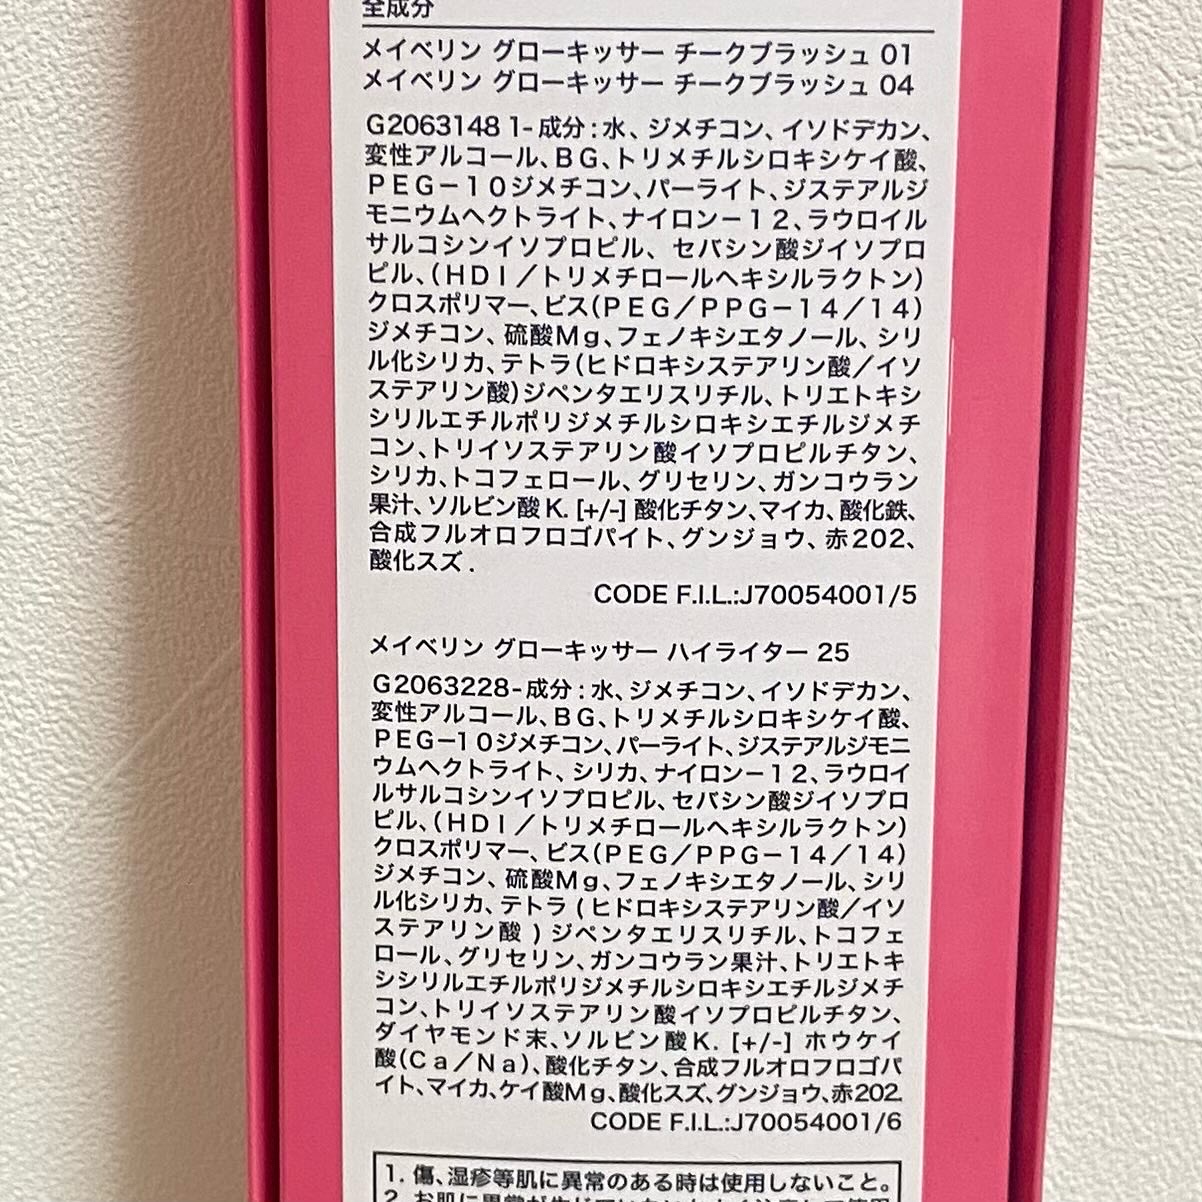 全成分
メイベリン グローキッサー チークブラッシュ 01
メイベリン グローキッサー チークブラッシュ 04
G2063148 1-成分:水、ジメチコン、イソドデカン、
変性アルコール、BG、トリメチルシロキシケイ酸、
PEG-10ジメチコン、パーライト、ジステアルジ
モニウムヘクトライト、ナイロン-12、ラウロイル
サルコシンイソプロピル、セバシン酸ジイソプロ
ピル、(HDI/トリメチロールヘキシルラクトン)
クロスポリマー、ビス(PEG/PPG-14/14)
ジメチコン、硫酸Mg、フェノキシエタノール、シリ
ル化シリカ、テトラ(ヒドロキシステアリン酸/イソ
ステアリン酸)ジペンタエリスリチル、トリエトキシ
シリルエチルポリジメチルシロキシエチルジメチ
コン、トリイソステアリン酸イソプロピルチタン、
シリカ、トコフェロール、グリセリン、ガンコウラン
果汁、ソルビン酸K. [+/-] 酸化チタン、マイカ、酸化鉄、
合成フルオロフロゴパイト、グンジョウ、赤202、
酸化スズ.
CODE F.I.L.:J70054001/5
メイベリン グローキッサー ハイライター 25
G2063228-成分:水、ジメチコン、イソドデカン、
変性アルコール、BG、トリメチルシロキシケイ酸、
PEG-10ジメチコン、パーライト、ジステアルジモニ
ウムヘクトライト、シリカ、ナイロン-12、ラウロイ
ルサルコシンイソプロピル、セバシン酸ジイソプロ
ピル、(HDI/トリメチロールヘキシルラクトン)
クロスポリマー、ビス(PEG/PPG-14/14)
ジメチコン、硫酸Mg、フェノキシエタノール、シリ
ル化シリカ、テトラ(ヒドロキシステアリン酸/イソ
ステアリン酸)ジペンタエリスリチル、トコフェ
ロール、グリセリン、ガンコウラン果汁、トリエトキ
シシリルエチルポリジメチルシロキシエチルジメチ
コン、トリイソステアリン酸イソプロピルチタン、
ダイヤモンド末、ソルビン酸K. [+/-] ホウケイ
酸(Ca/Na)、酸化チタン、合成フルオロフロゴパ
イト、マイカ、ケイ酸Mg、酸化スズ、グンジョウ、赤202.
CODE F.I.L.:J70054001/6
1. 傷、湿疹等肌に異常のある時は使用しないこと。